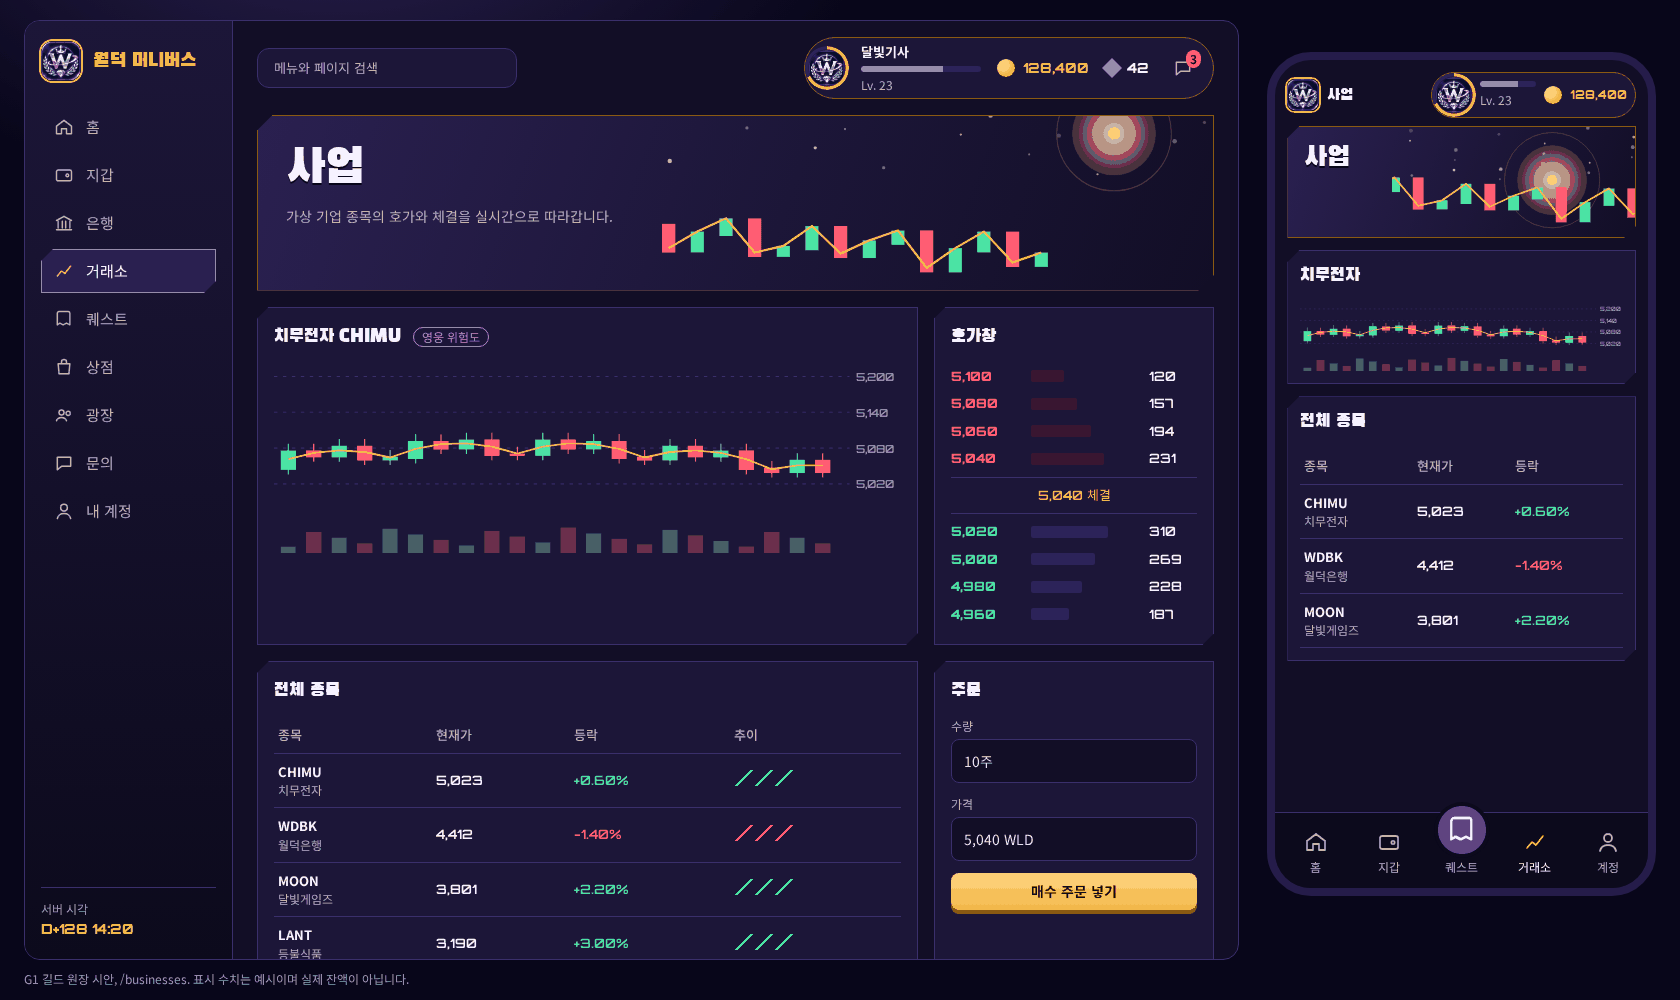 월덕 머니버스
홈
지갑
은행
거래소
퀘스트
상점
광장
문의
내 계정
서버 시각
D+128 14:20
메뉴와 페이지 검색
달빛기사
Lv. 23
128,400
42
3
사업
가상 기업 종목의 호가와 체결을 실시간으로 따라갑니다.
치무전자 CHIMU
영웅 위험도
5,200
5,140
5,080
5,020
호가창
5,100 120
5,080 157
5,060 194
5,040 231
5,040 체결
5,020 310
5,000 269
4,980 228
4,960 187
전체 종목
종목 현재가 등락 추이
CHIMU
치무전자
5,023 +0.60%
WDBK
월덕은행
4,412 -1.40%
MOON
달빛게임즈
3,801 +2.20%
LANT
등불식품
3,190 +3.00%
주문
수량
10주
가격
5,040 WLD
매수 주문 넣기
G1 길드 원장 시안, /businesses. 표시 수치는 예시이며 실제 잔액이 아닙니다.
사업
Lv. 23
128,400
사업
치무전자
5,200
5,140
5,080
5,020
전체 종목
종목 현재가 등락
CHIMU
치무전자
5,023 +0.60%
WDBK
월덕은행
4,412 -1.40%
MOON
달빛게임즈
3,801 +2.20%
홈
지갑
퀘스트
거래소
계정